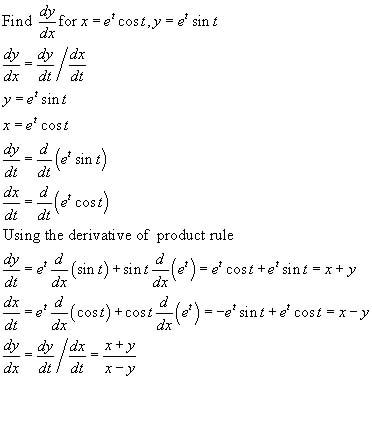 Find dy/dx for x = e^t cos t, y = e^t sin t
dy/dx = dy/dt / dx/dt
y = e^t sin t
x = e^t cos t
dy/dt = d/dt (e^t sin t)
dx/dt = d/dt (e^t cos t)
Using the derivative of product rule
dy/dt = e^t d/dx (sin t) + sin t d/dx (e^t) = e^t cos t + e^t sin t = x + y
dx/dt = e^t d/dx (cos t) + cos t d/dx (e^t) = -e^t sin t + e^t cos t = x - y
dy/dx = dy/dt / dx/dt = x + y / x - y